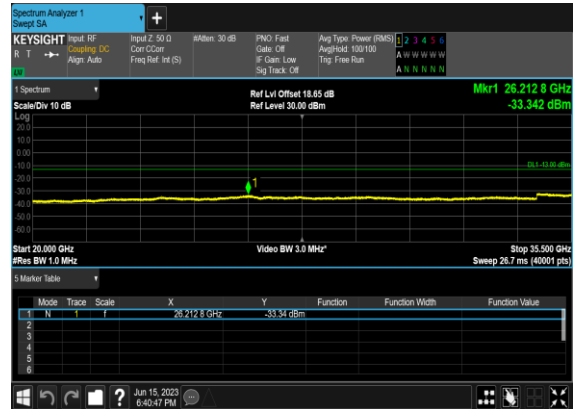 Spectrum Analyzer 1
Swept SA
+
KEYSIGHT Input: RF Input Z: 50 Ω #Atten: 30 dB PNO: Fast Avg Type: Power (RMS) 1 2 3 4 5 6
R T Coupling: DC Corr CCorr Gate: Off Avg|Hold: 100/100 A W W W W W
Align: Auto Freq Ref: Int (S) IF Gain: Low Trig: Free Run
Sig Track: Off A N N N N N
1 Spectrum Ref Lvl Offset 18.65 dB Mkr1 26.212 8 GHz
Scale/Div 10 dB Ref Level 30.00 dBm -33.342 dBm
Log
20.0
10.0
0.00
-10.0 DL1 -13.00 dBm
-20.0
1
-30.0
-40.0
-50.0
-60.0
Start 20.000 GHz Video BW 3.0 MHz* Stop 35.500 GHz
#Res BW 1.0 MHz Sweep 26.7 ms (40001 pts)
5 Marker Table
Mode Trace Scale X Y Function Function Width Function Value
1 N 1 f 26.212 8 GHz -33.34 dBm
2
3
4
5
6
? Jun 15, 2023
6:40:47 PM